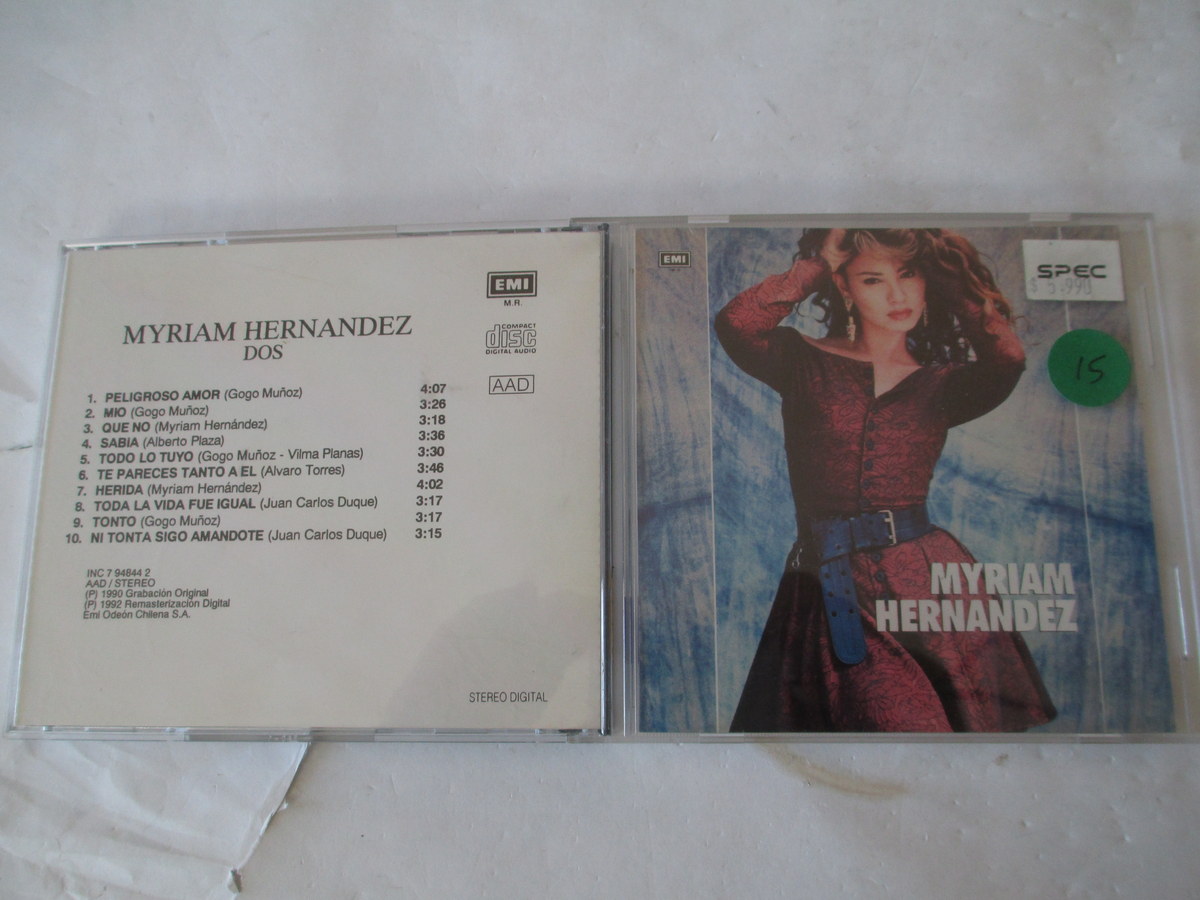 EMI
M.R.
MYRIAM HERNANDEZ
DOS
COMPACT
disc
DIGITAL AUDIO
AAD
1. PELIGROSO AMOR (Gogo Muñoz) 4:07
2. MIO (Gogo Muñoz) 3:26
3. QUE NO (Myriam Hernández) 3:18
4. SABIA (Alberto Plaza) 3:36
5. TODO LO TUYO (Gogo Muñoz - Vilma Planas) 3:30
6. TE PARECES TANTO A EL (Alvaro Torres) 3:46
7. HERIDA (Myriam Hernández) 4:02
8. TODA LA VIDA FUE IGUAL (Juan Carlos Duque) 3:17
9. TONTO (Gogo Muñoz) 3:17
10. NI TONTA SIGO AMANDOTE (Juan Carlos Duque) 3:15
INC 7 94844 2
AAD / STEREO
(P) 1990 Grabación Original
(P) 1992 Remasterización Digital
Emi Odeón Chilena S.A.
STEREO DIGITAL
EMI
SPEC
$ 5.990
15
MYRIAM
HERNANDEZ